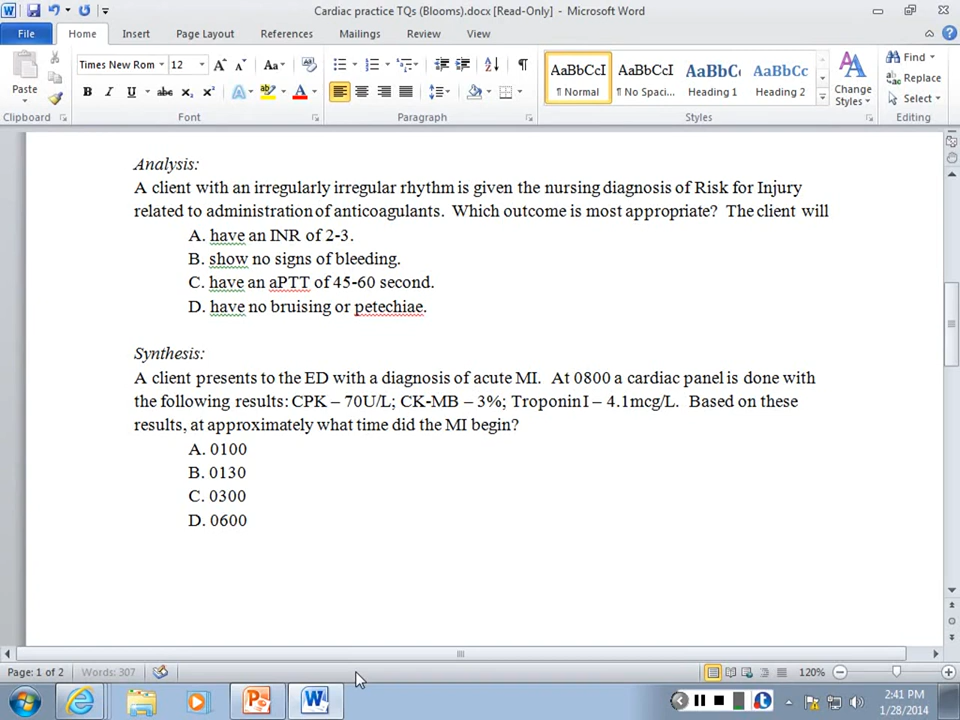 Cardiac practice TQs (Blooms).docx [Read-Only] - Microsoft Word
File Home Insert Page Layout References Mailings Review View
Times New Rom 12 Aa
Paste B I U abc x₂ x² A A
AaBbCcI AaBbCcI AaBbCc AaBbCc
¶ Normal ¶ No Spaci... Heading 1 Heading 2
Change Styles
Find
Replace
Select
Clipboard Font Paragraph Styles Editing
Analysis:
A client with an irregularly irregular rhythm is given the nursing diagnosis of Risk for Injury
related to administration of anticoagulants. Which outcome is most appropriate? The client will
A. have an INR of 2-3.
B. show no signs of bleeding.
C. have an aPTT of 45-60 second.
D. have no bruising or petechiae.
Synthesis:
A client presents to the ED with a diagnosis of acute MI. At 0800 a cardiac panel is done with
the following results: CPK – 70U/L; CK-MB – 3%; Troponin I – 4.1mcg/L. Based on these
results, at approximately what time did the MI begin?
A. 0100
B. 0130
C. 0300
D. 0600
Page: 1 of 2 Words: 307 120%
2:41 PM
1/28/2014